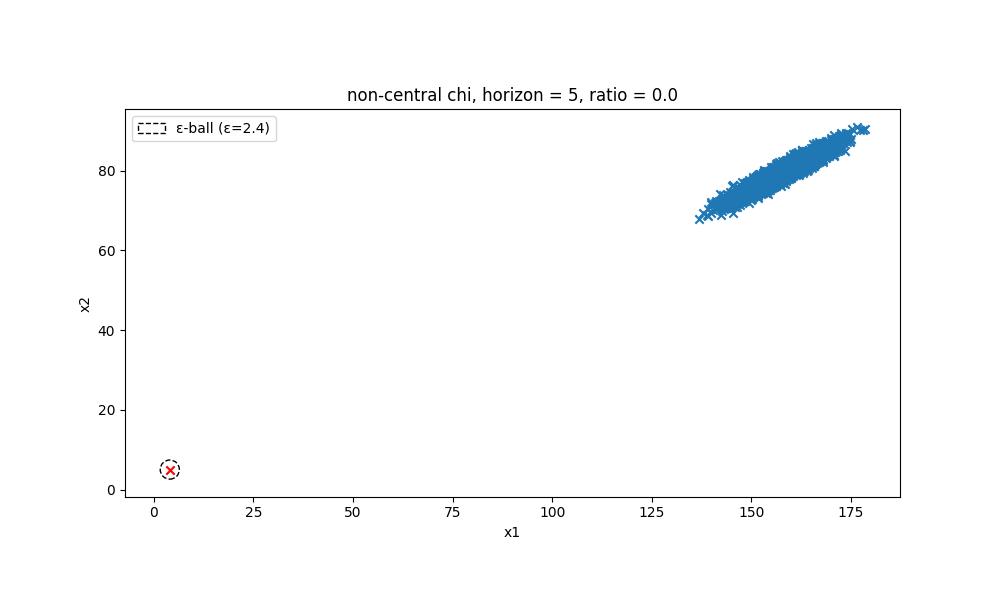 non-central chi, horizon = 5, ratio = 0.0
ε-ball (ε=2.4)
x2
80
60
40
20
0
0 25 50 75 100 125 150 175
x1